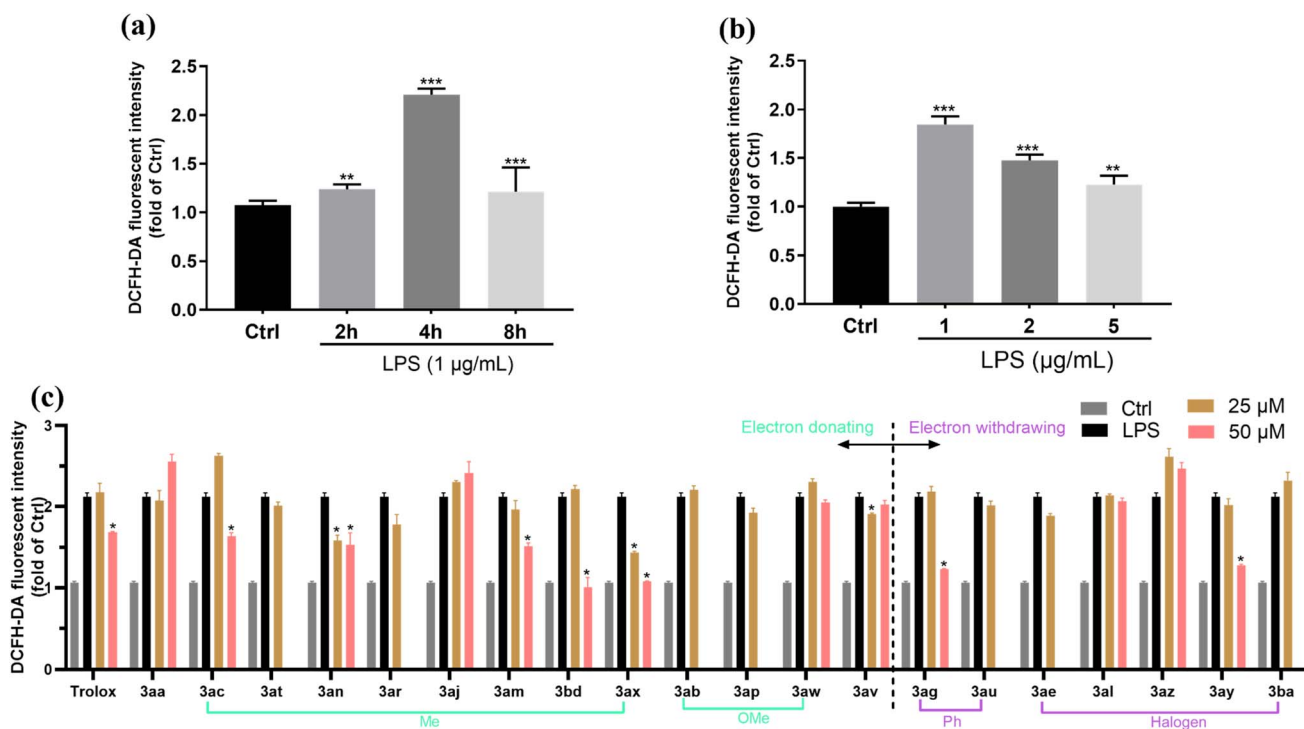 (a)
DCFH-DA fluorescent intensity
(fold of Ctrl)
2.5
2.0
1.5
1.0
0.5
0.0
**
***
***
Ctrl 2h 4h 8h
LPS (1 µg/mL)
(b)
DCFH-DA fluorescent intensity
(fold of Ctrl)
2.5
2.0
1.5
1.0
0.5
0.0
***
***
**
Ctrl 1 2 5
LPS (µg/mL)
(c)
DCFH-DA fluorescent intensity
(fold of Ctrl)
3
2
1
0
Electron donating Electron withdrawing
Ctrl 25 µM
LPS 50 µM
* * * * * * * * * * *
Trolox 3aa 3ac 3at 3an 3ar 3aj 3am 3bd 3ax 3ab 3ap 3aw 3av 3ag 3au 3ae 3al 3az 3ay 3ba
Me OMe Ph Halogen